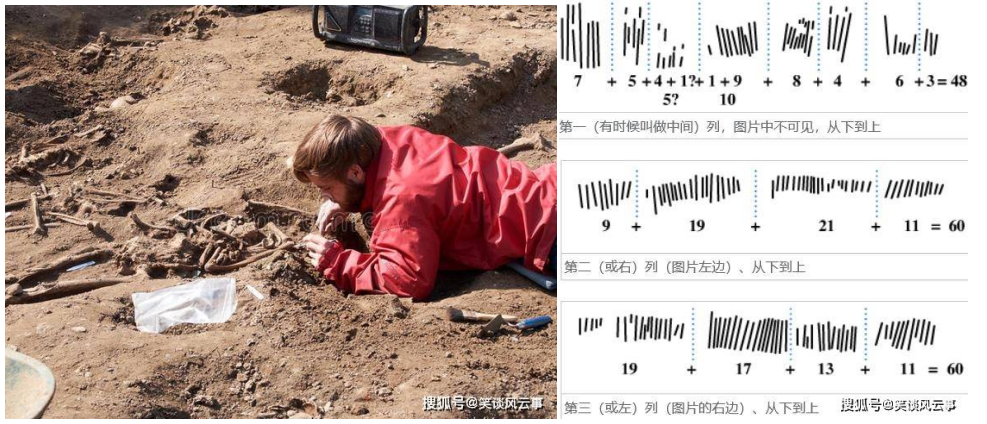 搜狐号@笑谈风云事
7 + 5 + 4 + 1?+ 1 + 9 + 8 + 4 + 6 + 3 = 48
5? 10
第一（有时候叫做中间）列，图片中不可见，从下到上
9 + 19 + 21 + 11 = 60
第二（或右）列（图片左边）、从下到上
19 + 17 + 13 + 11 = 60
第三（或左）列（图片的右边）、从下到上
搜狐号@笑谈风云事